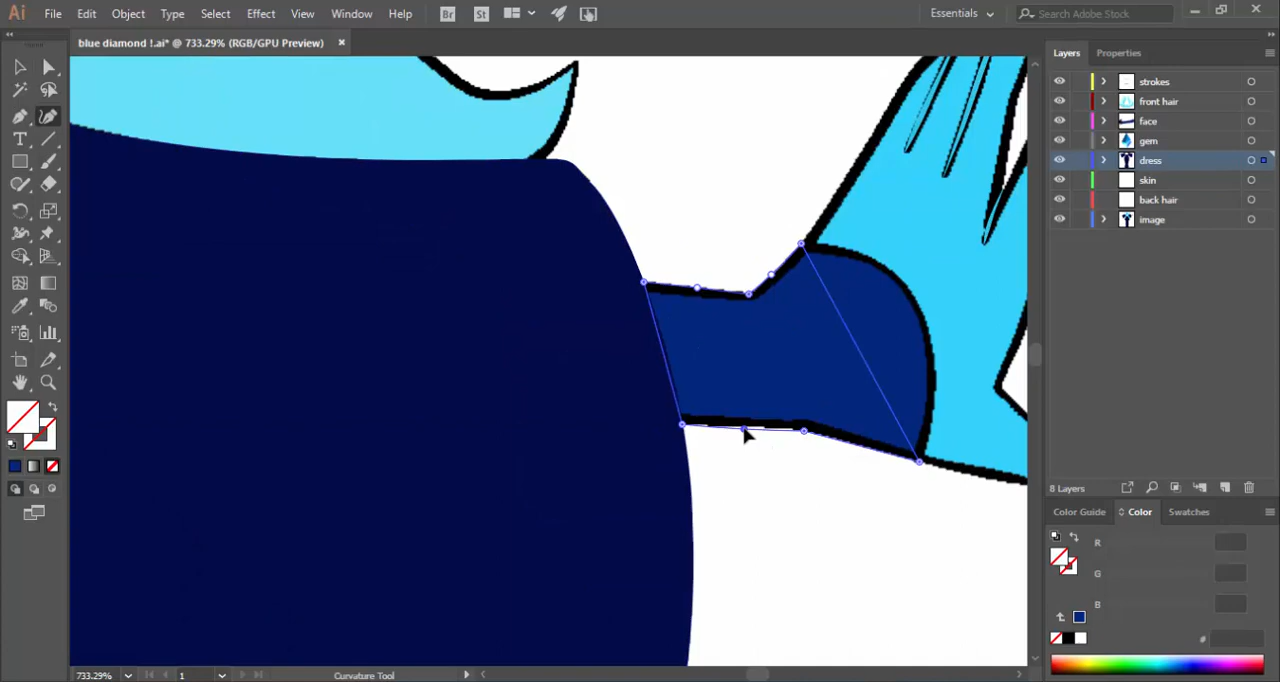 Ai File Edit Object Type Select Effect View Window Help Br St Essentials Search Adobe Stock
blue diamond !.ai* @ 733.29% (RGB/GPU Preview) ×
Layers Properties
strokes
front hair
face
gem
dress
skin
back hair
image
8 Layers
Color Guide Color Swatches
R
G
B
#
733.29% 1 Curvature Tool